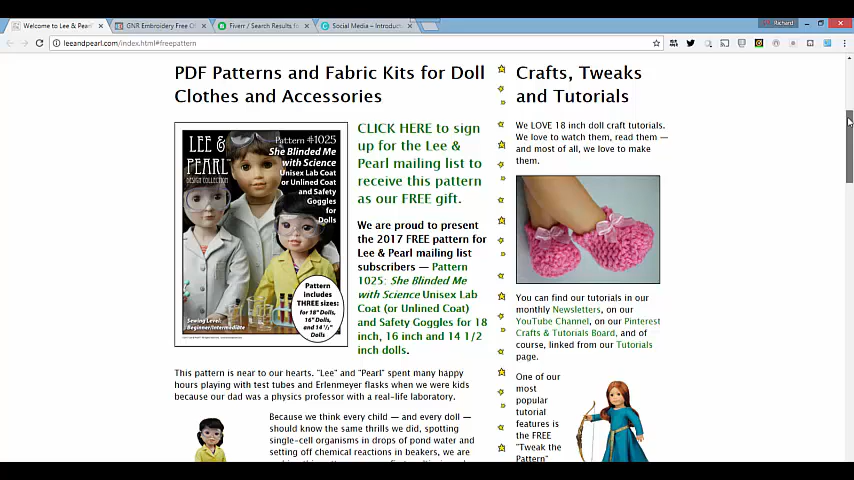 Welcome to Lee & Pearl
GNR Embroidery Free O
Fiverr / Search Results f
Social Media – Introduc
Richard
leeandpearl.com/index.html#freepattern
PDF Patterns and Fabric Kits for Doll
Clothes and Accessories
LEE &
PEARL
DESIGN COLLECTION
Pattern #1025
She Blinded Me
with Science
Unisex Lab Coat
or Unlined Coat
and Safety
Goggles
for
Dolls
Pattern
includes
THREE sizes:
for 18" Dolls,
16" Dolls,
and 14 ½"
Dolls
Sewing Level:
Beginner/Intermediate
CLICK HERE to sign
up for the Lee &
Pearl mailing list to
receive this pattern
as our FREE gift.
We are proud to present
the 2017 FREE pattern for
Lee & Pearl mailing list
subscribers — Pattern
1025: She Blinded Me
with Science Unisex Lab
Coat (or Unlined Coat)
and Safety Goggles for 18
inch, 16 inch and 14 1/2
inch dolls.
This pattern is near to our hearts. "Lee" and "Pearl" spent many happy
hours playing with test tubes and Erlenmeyer flasks when we were kids
because our dad was a physics professor with a real-life laboratory.
Because we think every child — and every doll —
should know the same thrills we did, spotting
single-cell organisms in drops of pond water and
setting off chemical reactions in beakers, we are
Crafts, Tweaks
and Tutorials
We LOVE 18 inch doll craft tutorials.
We love to watch them, read them —
and most of all, we love to make
them.
You can find our tutorials in our
monthly Newsletters, on our
YouTube Channel, on our Pinterest
Crafts & Tutorials Board, and of
course, linked from our Tutorials
page.
One of our
most
popular
tutorial
features is
the FREE
"Tweak the
Pattern"